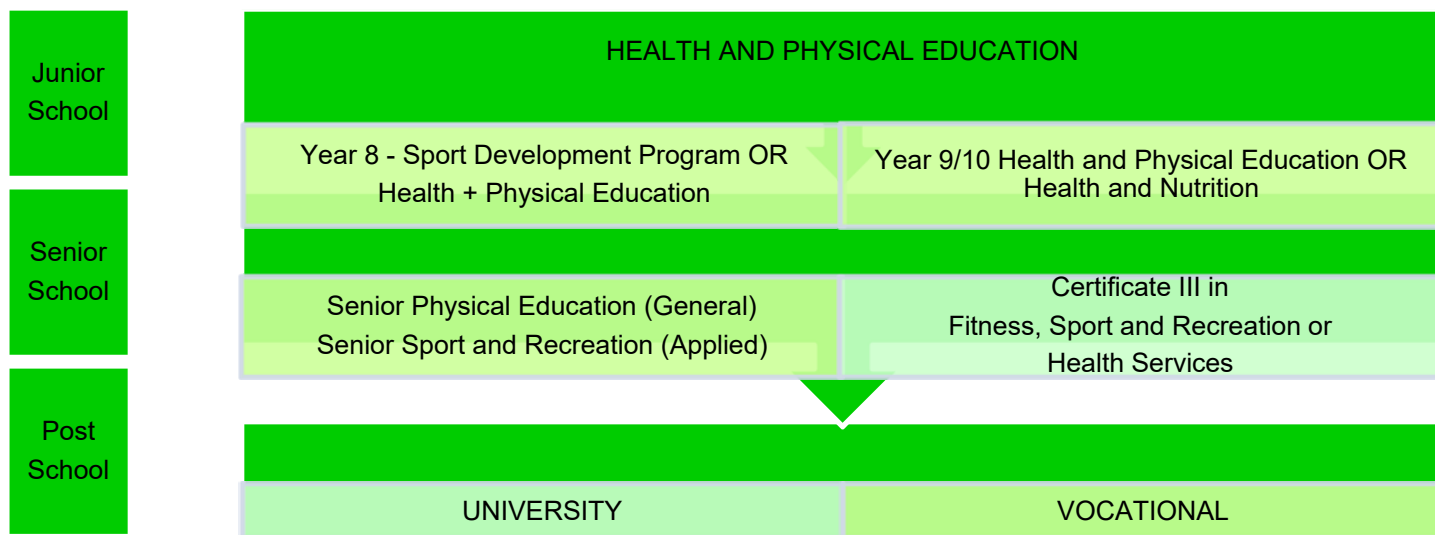 Junior
School
HEALTH AND PHYSICAL EDUCATION
Year 8 - Sport Development Program OR
Health + Physical Education
Year 9/10 Health and Physical Education OR
Health and Nutrition
Senior
School
Senior Physical Education (General)
Senior Sport and Recreation (Applied)
Certificate III in
Fitness, Sport and Recreation or
Health Services
Post
School
UNIVERSITY
VOCATIONAL